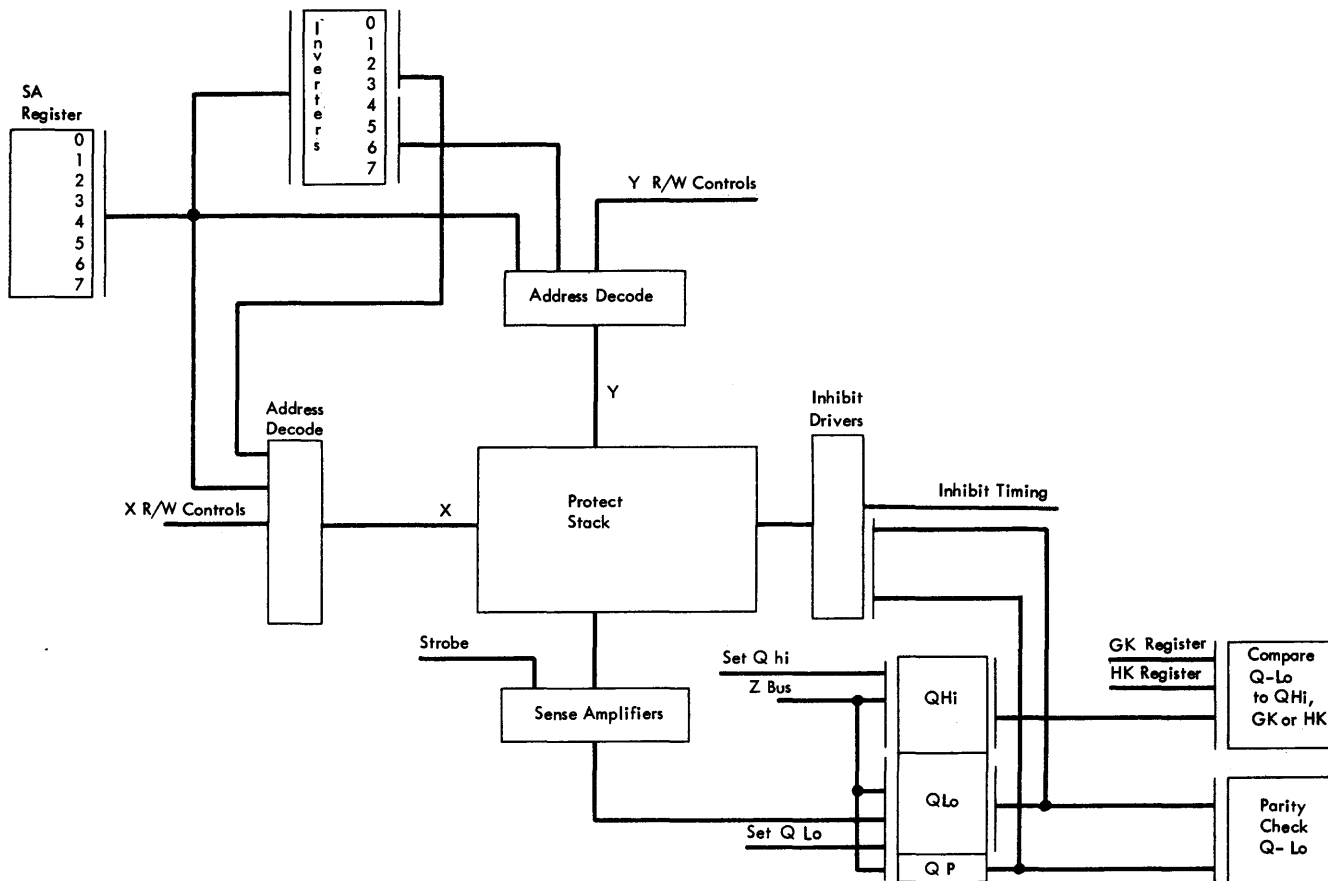 SA
Register
0
1
2
3
4
5
6
7
Inverters
0
1
2
3
4
5
6
7
Y R/W Controls
Address Decode
Y
Address
Decode
X R/W Controls
X
Protect
Stack
Inhibit
Drivers
Inhibit Timing
Strobe
Sense Amplifiers
Set Q hi
Z Bus
QHi
QLo
Set Q Lo
Q P
GK Register
HK Register
Compare
Q-Lo
to QHi,
GK or HK
Parity
Check
Q- Lo